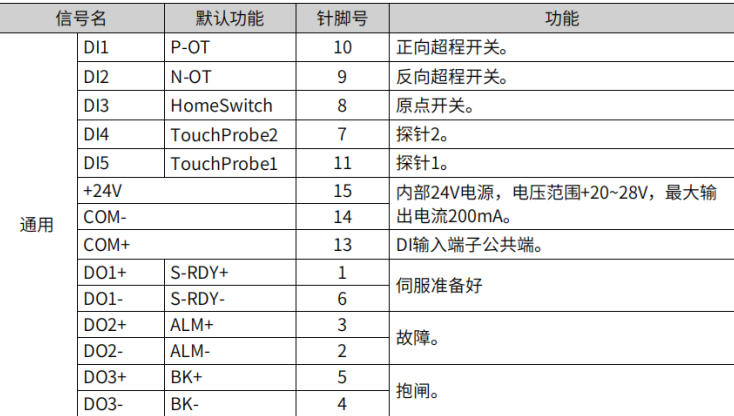 信号名 默认功能 针脚号 功能
通用
DI1 P-OT 10 正向超程开关。
DI2 N-OT 9 反向超程开关。
DI3 HomeSwitch 8 原点开关。
DI4 TouchProbe2 7 探针2。
DI5 TouchProbe1 11 探针1。
+24V 15 内部24V电源，电压范围+20~28V，最大输
COM- 14 出电流200mA。
COM+ 13 DI输入端子公共端。
DO1+ S-RDY+ 1 伺服准备好
DO1- S-RDY- 6
DO2+ ALM+ 3 故障。
DO2- ALM- 2
DO3+ BK+ 5 抱闸。
DO3- BK- 4